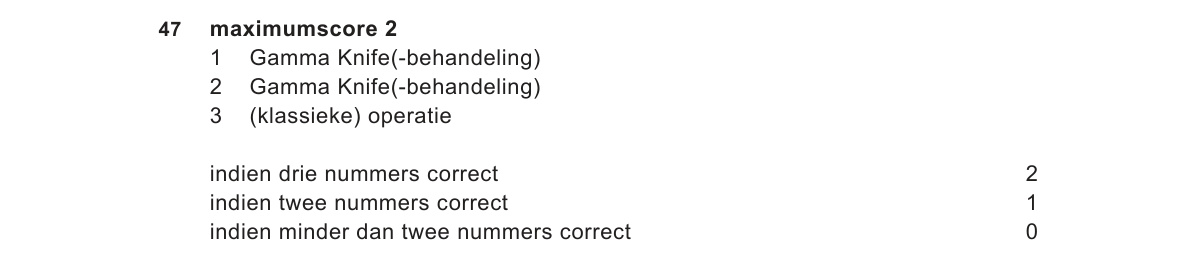 47 maximumscore 2
1 Gamma Knife(-behandeling)
2 Gamma Knife(-behandeling)
3 (klassieke) operatie
indien drie nummers correct 2
indien twee nummers correct 1
indien minder dan twee nummers correct 0